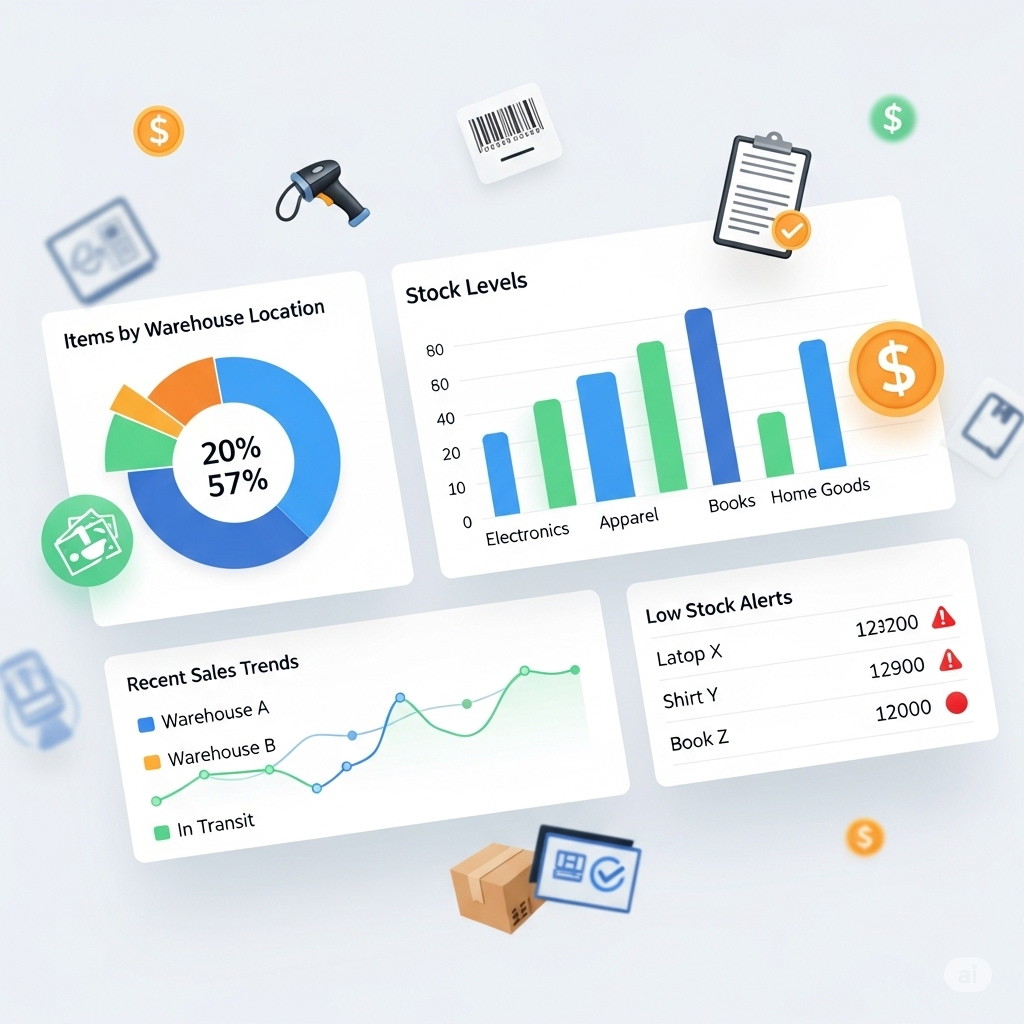 $
$
Items by Warehouse Location
20%
57%
Stock Levels
80
60
40
20
10
0
Electronics
Apparel
Books
Home Goods
$
Recent Sales Trends
Warehouse A
Warehouse B
In Transit
Low Stock Alerts
Latop X
123200
Shirt Y
12900
Book Z
12000
$
ai